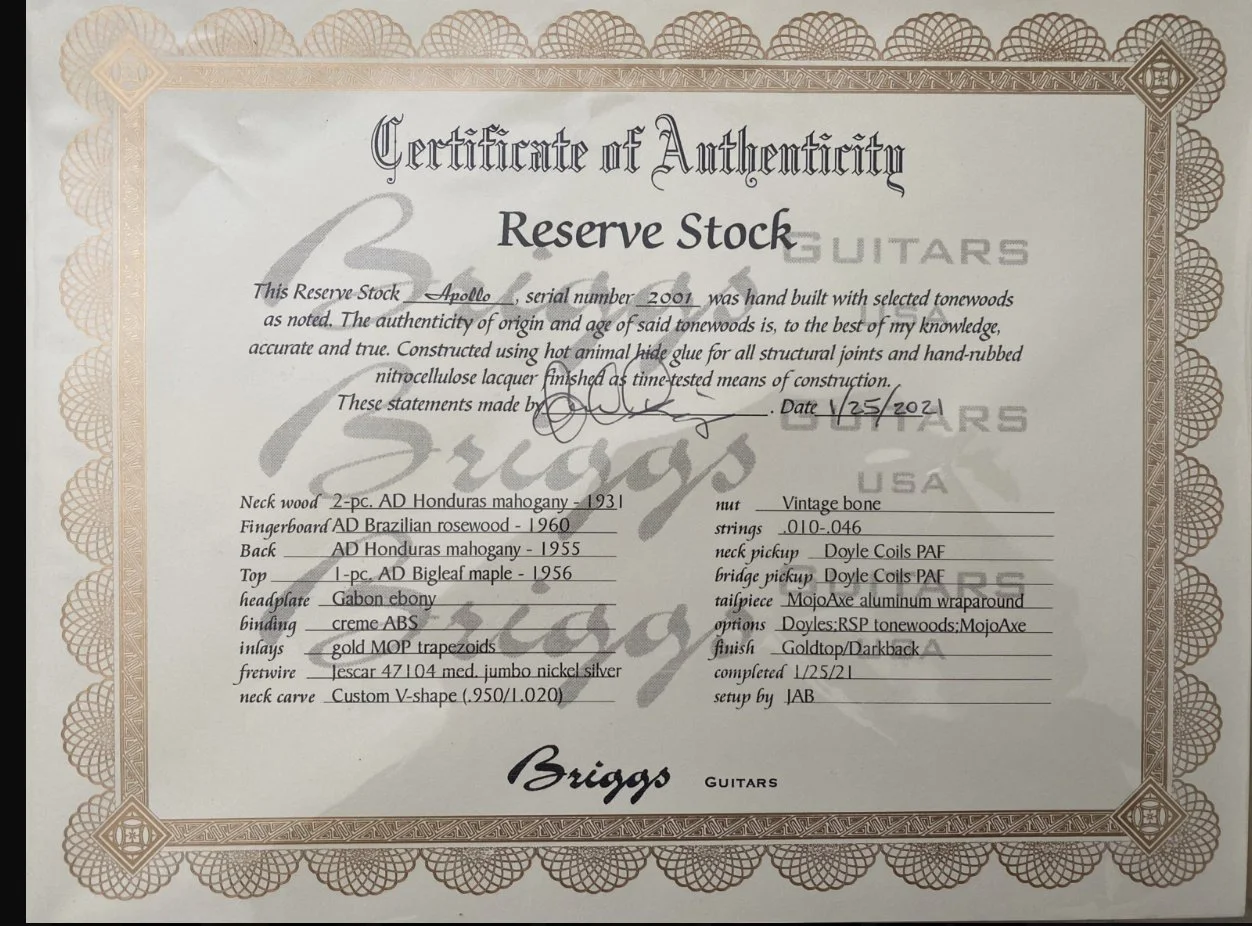 Certificate of Authenticity
Reserve Stock
This Reserve Stock Apollo, serial number 2001 was hand built with selected tonewoods
as noted. The authenticity of origin and age of said tonewoods is, to the best of my knowledge,
accurate and true. Constructed using hot animal hide glue for all structural joints and hand-rubbed
nitrocellulose lacquer finished as time-tested means of construction.
These statements made by . Date 1/25/2021
Neck wood 2-pc. AD Honduras mahogany - 1931
Fingerboard AD Brazilian rosewood - 1960
Back AD Honduras mahogany - 1955
Top 1-pc. AD Bigleaf maple - 1956
headplate Gabon ebony
binding creme ABS
inlays gold MOP trapezoids
fretwire Jescar 47104 med. jumbo nickel silver
neck carve Custom V-shape (.950/1.020)
nut Vintage bone
strings .010-.046
neck pickup Doyle Coils PAF
bridge pickup Doyle Coils PAF
tailpiece MojoAxe aluminum wraparound
options Doyles;RSP tonewoods;MojoAxe
finish Goldtop/Darkback
completed 1/25/21
setup by JAB
Briggs GUITARS
USA
Briggs GUITARS
USA
Briggs GUITARS
USA
Briggs GUITARS